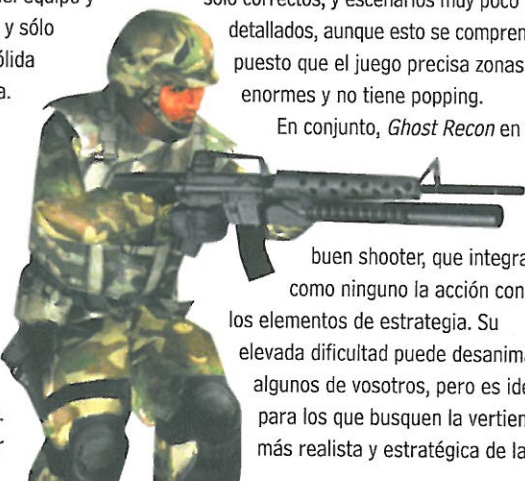 el equipo y
y sólo
ólida
a.
sólo correctos, y escenarios muy poco
detallados, aunque esto se compren
puesto que el juego precisa zonas
enormes y no tiene popping.
En conjunto, Ghost Recon en
buen shooter, que integra
como ninguno la acción con
los elementos de estrategia. Su
elevada dificultad puede desanima
algunos de vosotros, pero es ide
para los que busquen la vertien
más realista y estratégica de la